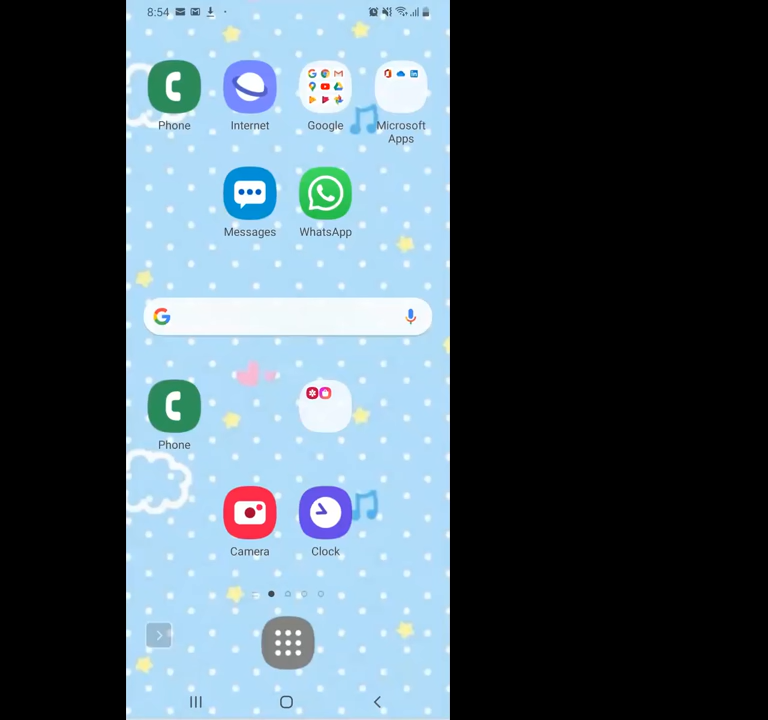 8:54
Phone
Internet
Google
Microsoft Apps
Messages
WhatsApp
Phone
Camera
Clock